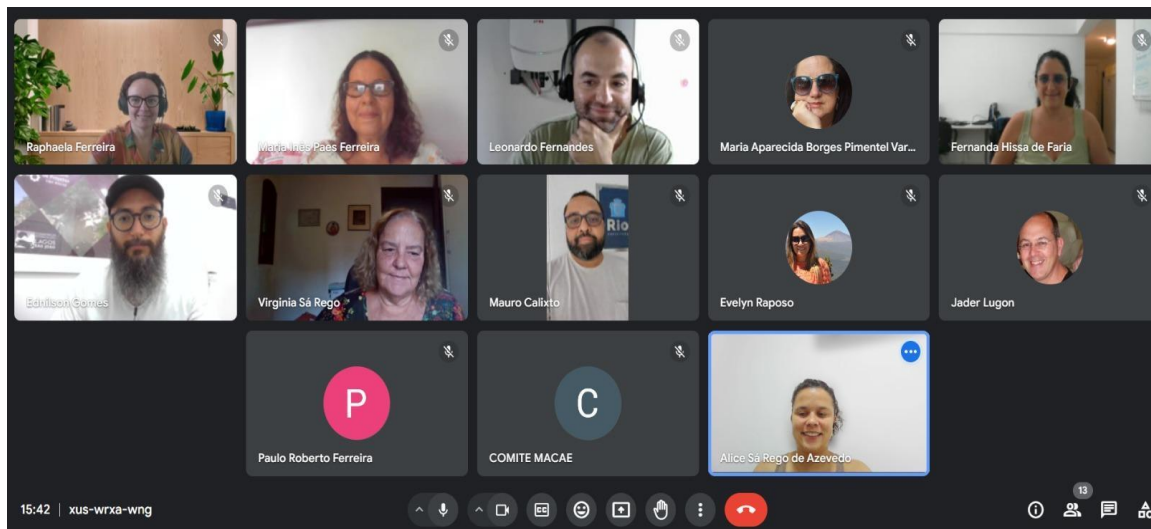 Raphaela Ferreira
Maria Inês Paes Ferreira
Leonardo Fernandes
Maria Aparecida Borges Pimentel Var...
Fernanda Hissa de Faria
Ednilson Gomes
Virginia Sá Rego
Mauro Calixto
Rio
Evelyn Raposo
Jader Lugon
P
Paulo Roberto Ferreira
C
COMITE MACAE
Alice Sá Rego de Azevedo
15:42 | xus-wrxa-wng
CC
13